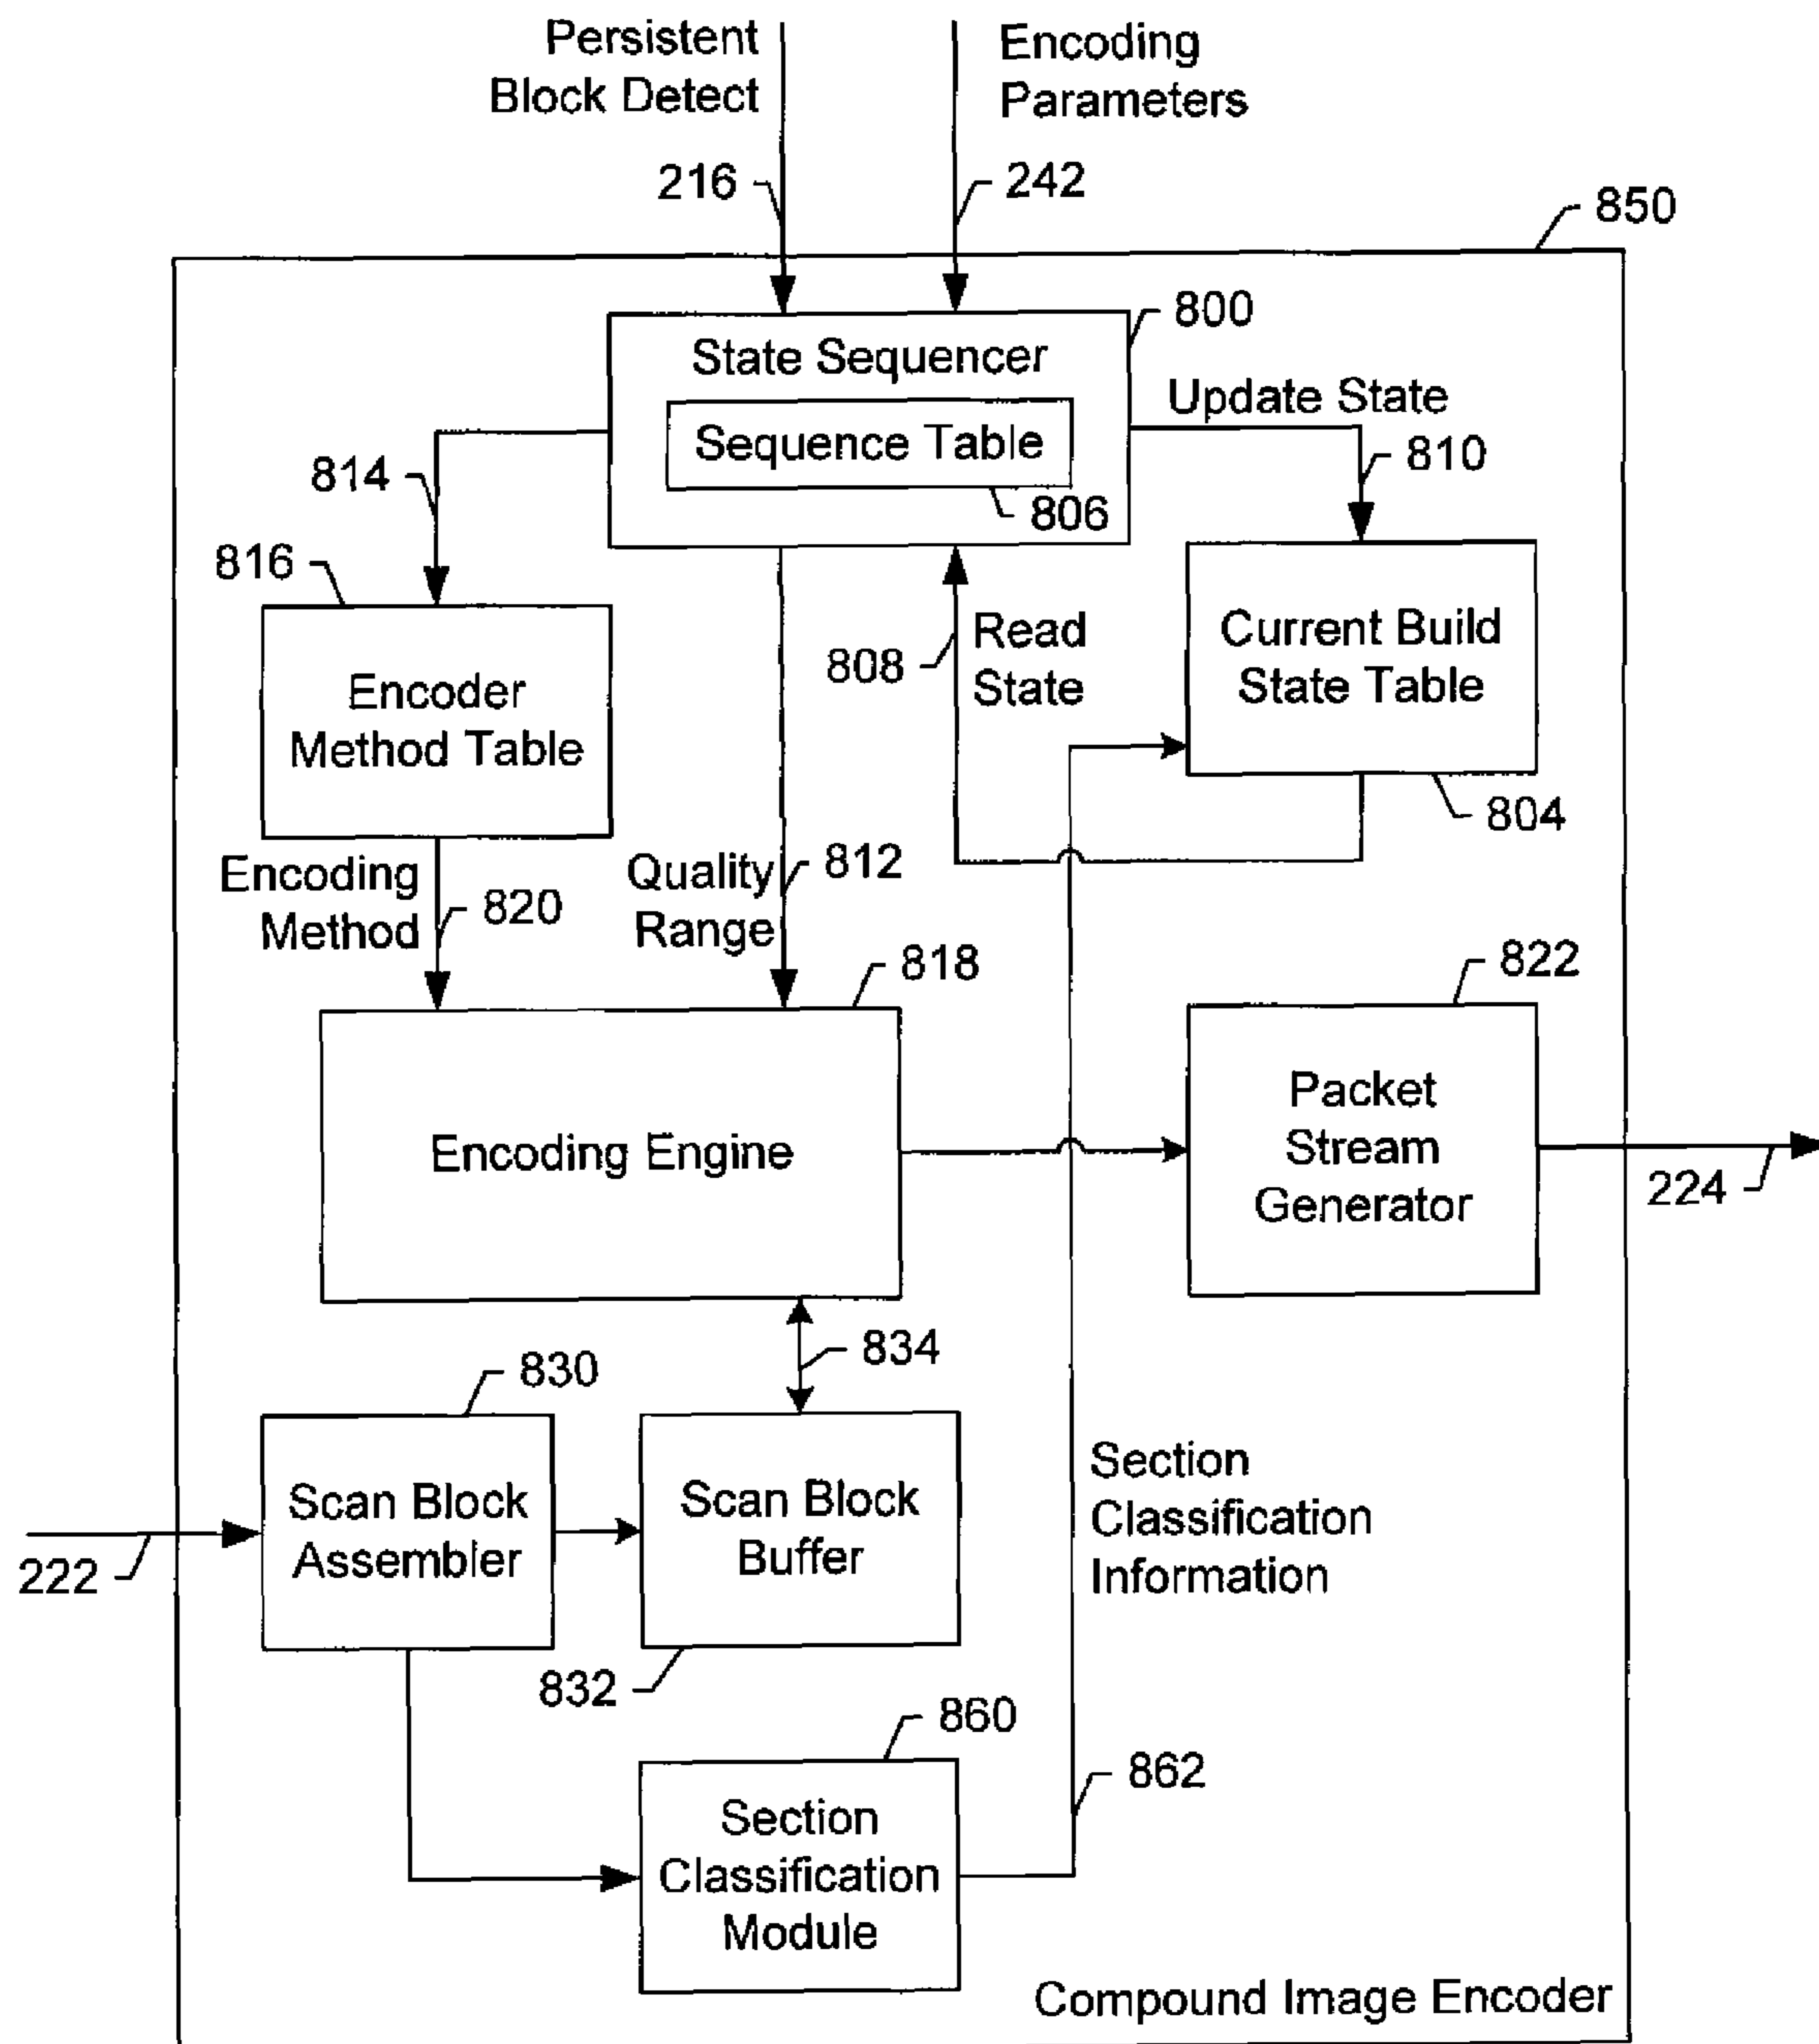 Persistent
Block Detect
Encoding
Parameters
216
242
850
800
State Sequencer
Update State
Sequence Table
814
810
806
816
Read
State
808
Current Build
State Table
Encoder
Method Table
804
Encoding
Method
820
Quality
Range
812
818
822
Encoding Engine
Packet
Stream
Generator
224
834
830
Scan Block
Assembler
Scan Block
Buffer
Section
Classification
Information
222
832
860
862
Section
Classification
Module
Compound Image Encoder